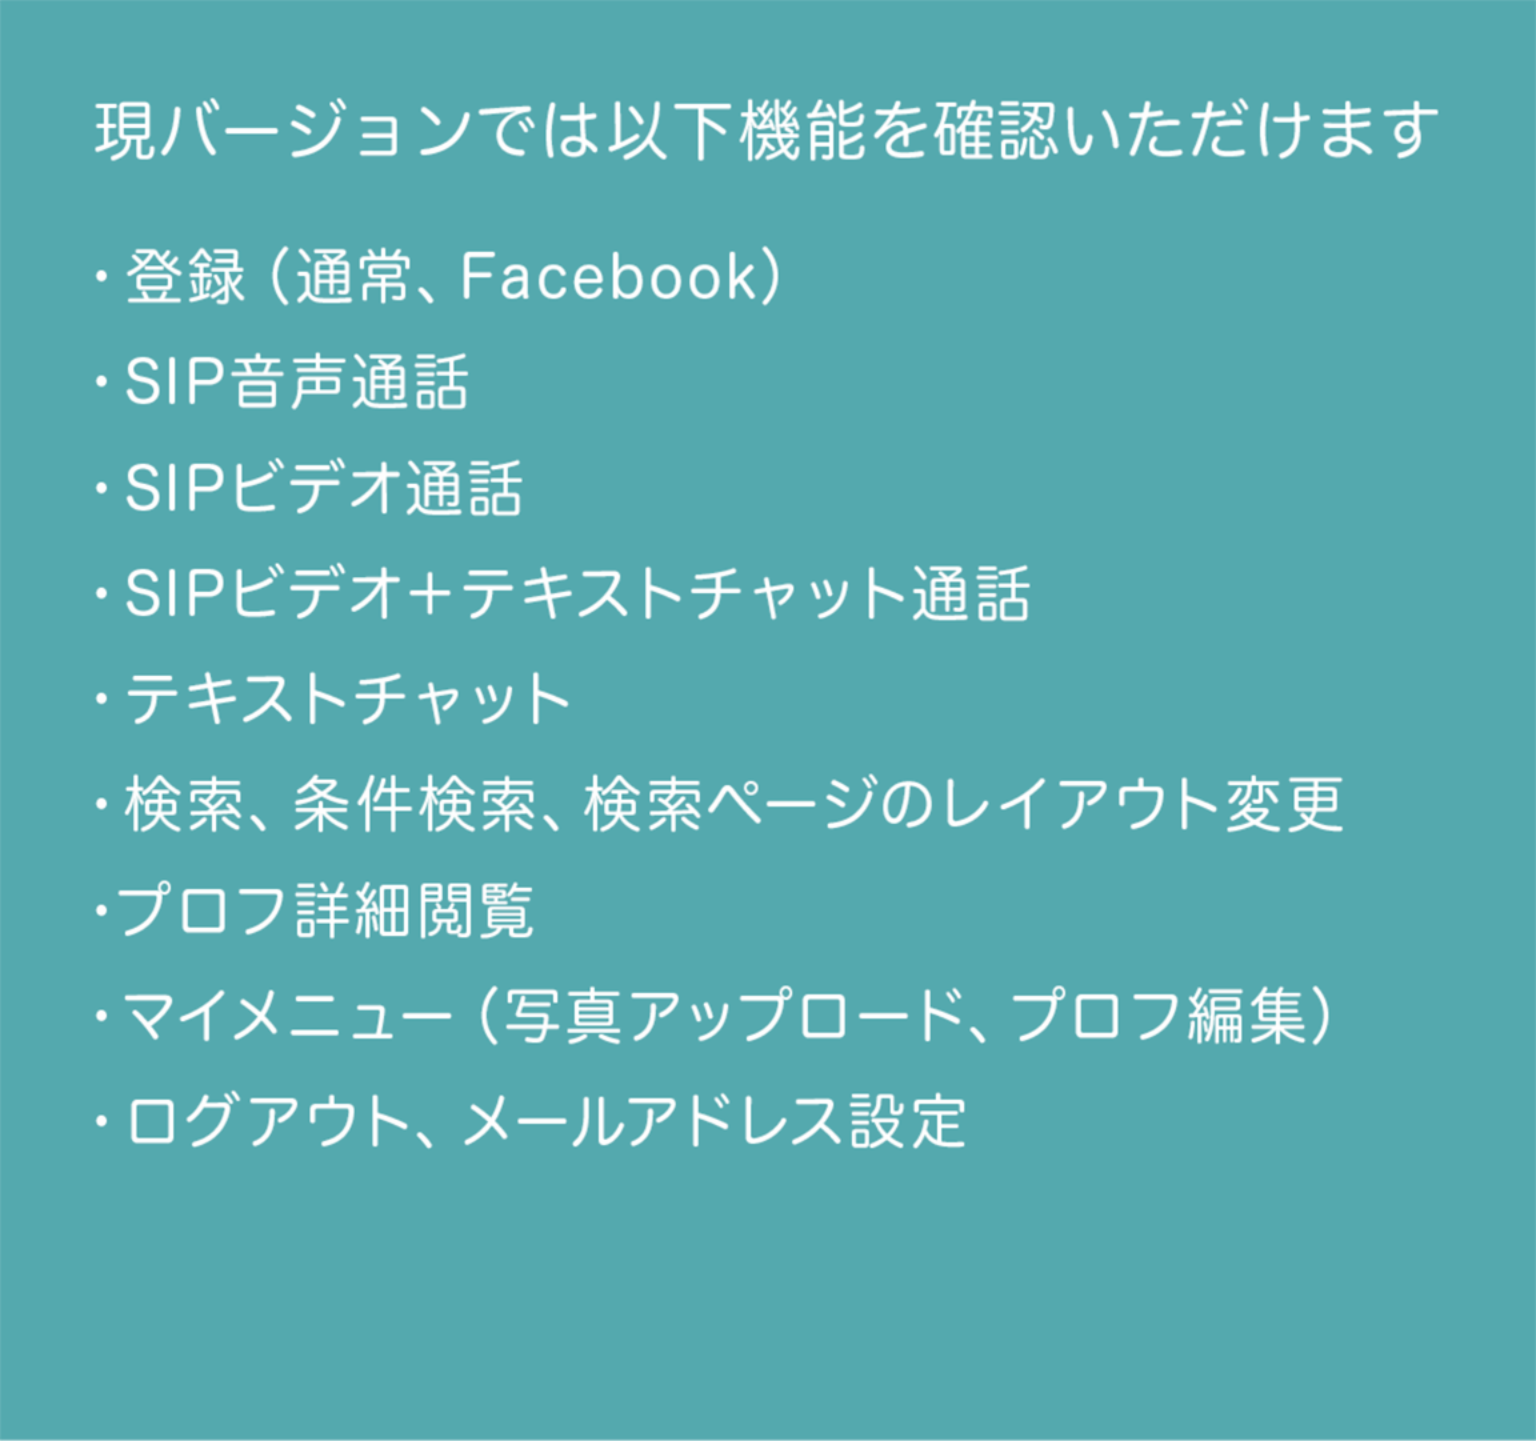 現バージョンでは以下機能を確認いただけます
・登録（通常、Facebook）
・SIP音声通話
・SIPビデオ通話
・SIPビデオ＋テキストチャット通話
・テキストチャット
・検索、条件検索、検索ページのレイアウト変更
・プロフ詳細閲覧
・マイメニュー（写真アップロード、プロフ編集）
・ログアウト、メールアドレス設定